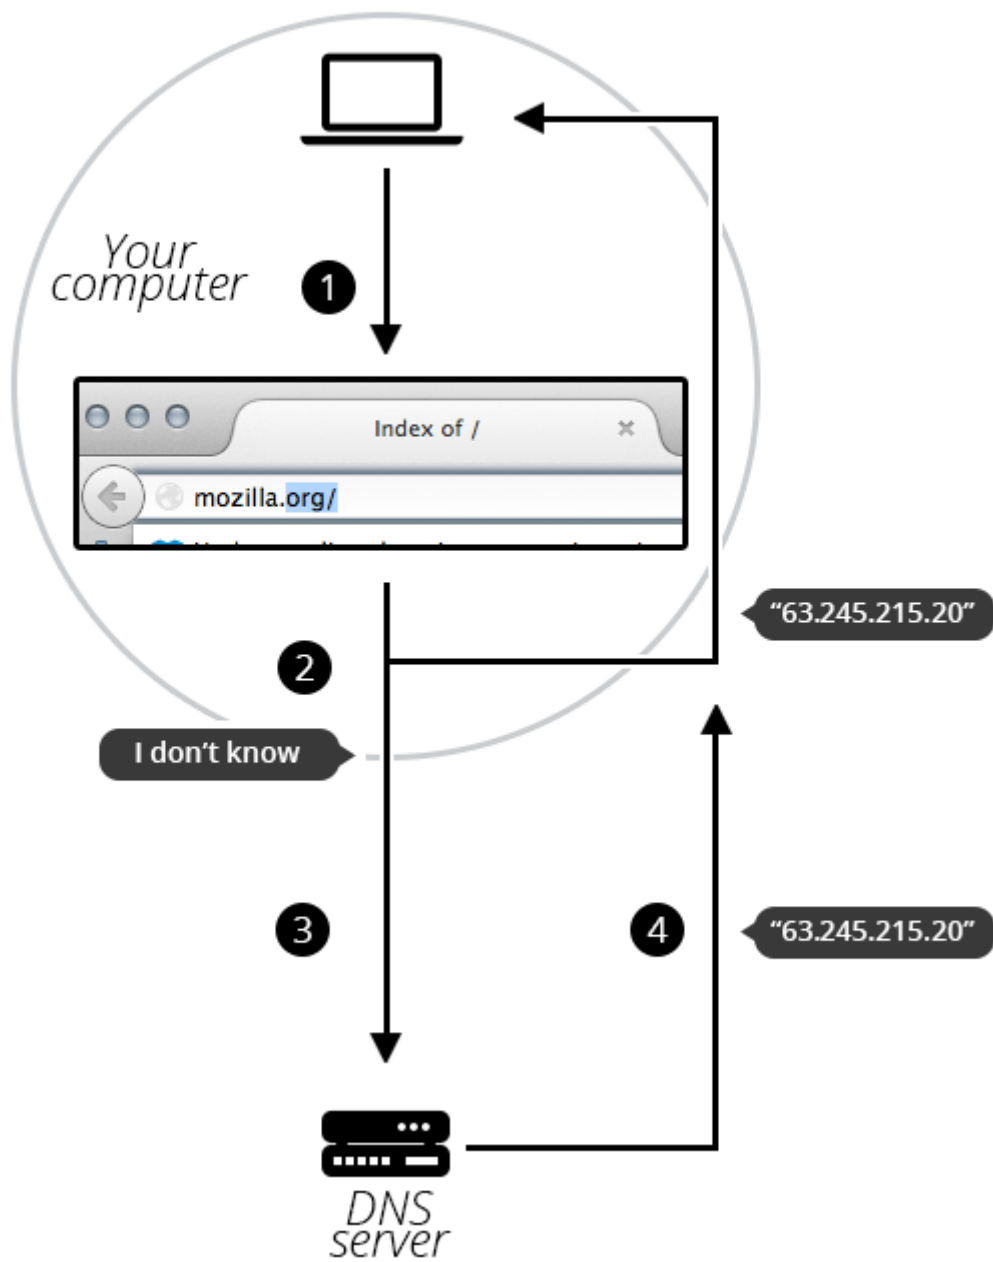 Your
computer
1
Index of /
mozilla.org/
“63.245.215.20”
2
I don’t know
3
4
“63.245.215.20”
DNS
server